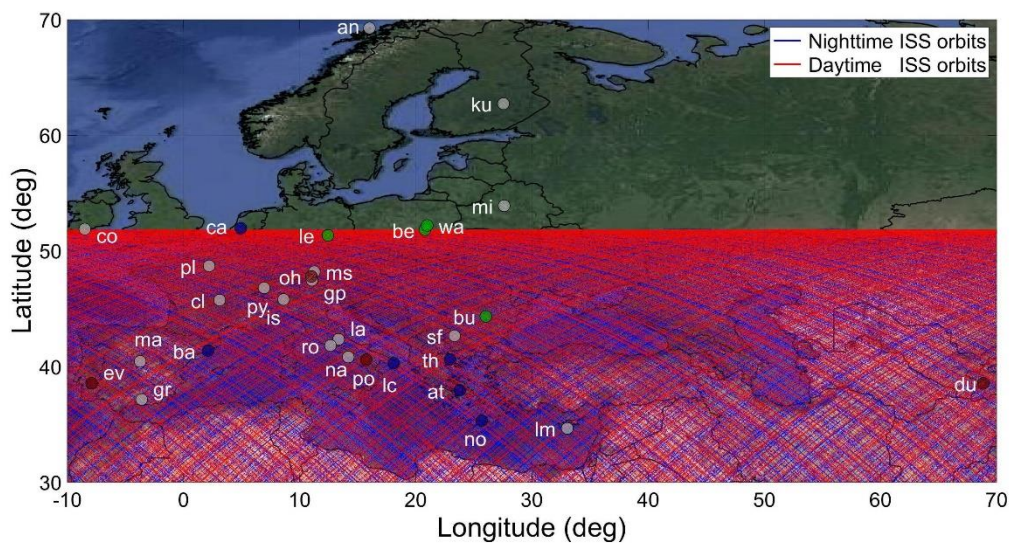 70
60
50
40
30
Latitude (deg)
an
Nighttime ISS orbits
Daytime ISS orbits
ku
mi
co
ca
le
be
wa
pl
oh
ms
cl
py
is
gp
bu
ma
la
sf
ba
ro
th
ev
na
po
lc
at
du
gr
no
lm
-10
0
10
20
30
40
50
60
70
Longitude (deg)